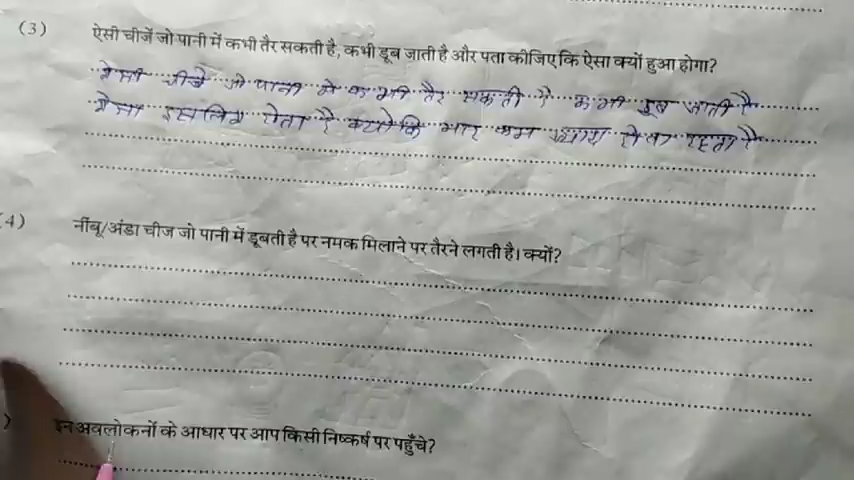 (3) ऐसी चीजें जो पानी में कभी तैर सकती है, कभी डूब जाती है और पता कीजिए कि ऐसा क्यों हुआ होगा?
ऐसी चीजे जो पानी मे कभी तैर सकती है कभी डूब जाती है
ऐसा इसलिए होता है क्योकि भार कम ज्यादा होता रहता है
4) नींबू/अंडा चीज जो पानी में डूबती है पर नमक मिलाने पर तैरने लगती है। क्यों?
) इन अवलोकनों के आधार पर आप किसी निष्कर्ष पर पहुँचे?